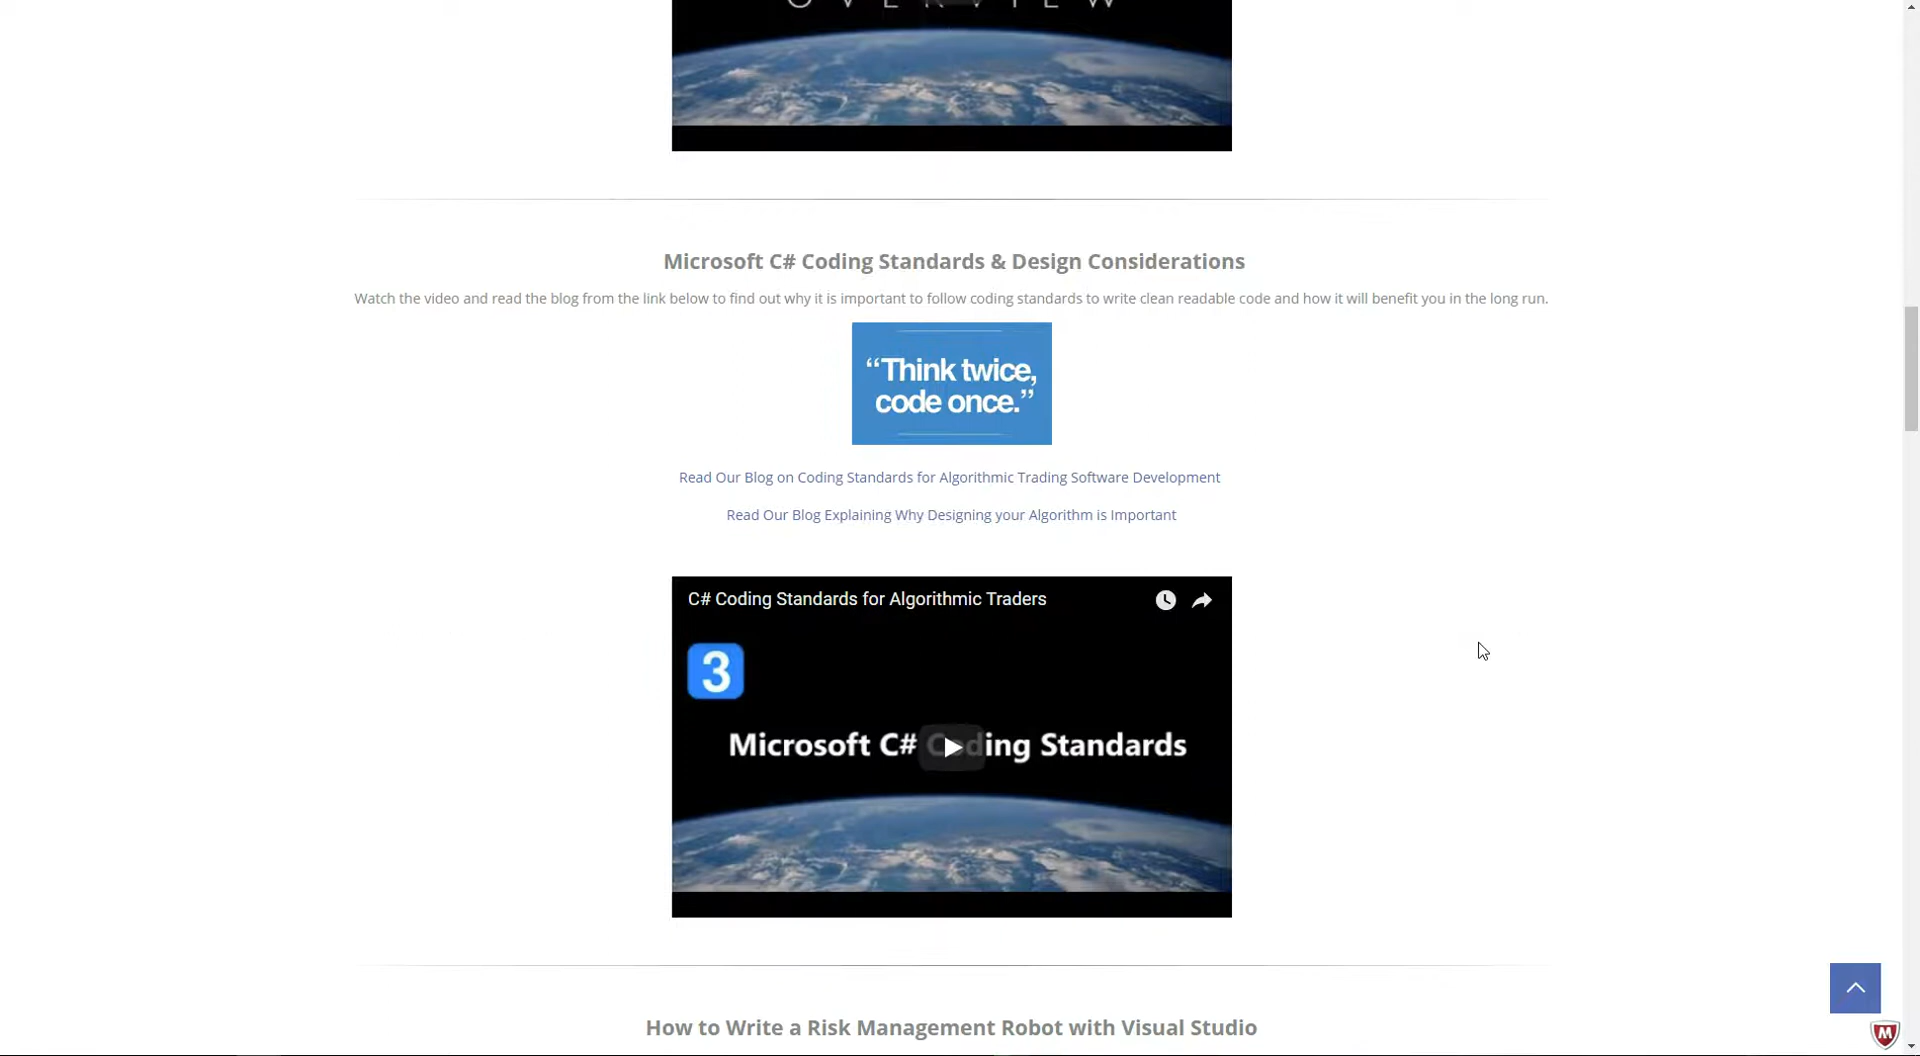 OVERVIEW
Microsoft C# Coding Standards & Design Considerations
Watch the video and read the blog from the link below to find out why it is important to follow coding standards to write clean readable code and how it will benefit you in the long run.
“Think twice,
code once.”
Read Our Blog on Coding Standards for Algorithmic Trading Software Development
Read Our Blog Explaining Why Designing your Algorithm is Important
C# Coding Standards for Algorithmic Traders
3
Microsoft C# Coding Standards
How to Write a Risk Management Robot with Visual Studio